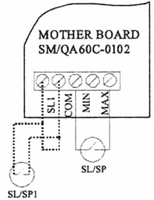 MOTHER BOARD
SM/QA60C-0102
SL1
COM
MIN
MAX
SL/SP
SL/SP1